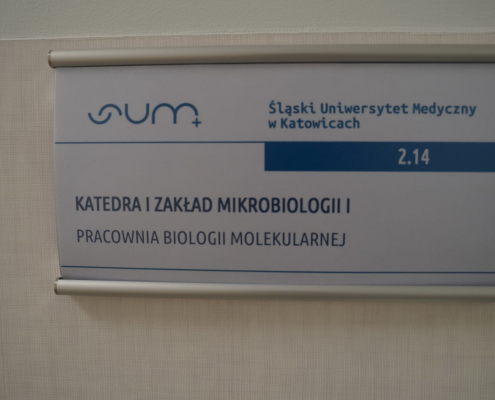 SUM
Śląski Uniwersytet Medyczny
w Katowicach
2.14
KATEDRA I ZAKŁAD MIKROBIOLOGII I
PRACOWNIA BIOLOGII MOLEKULARNEJ